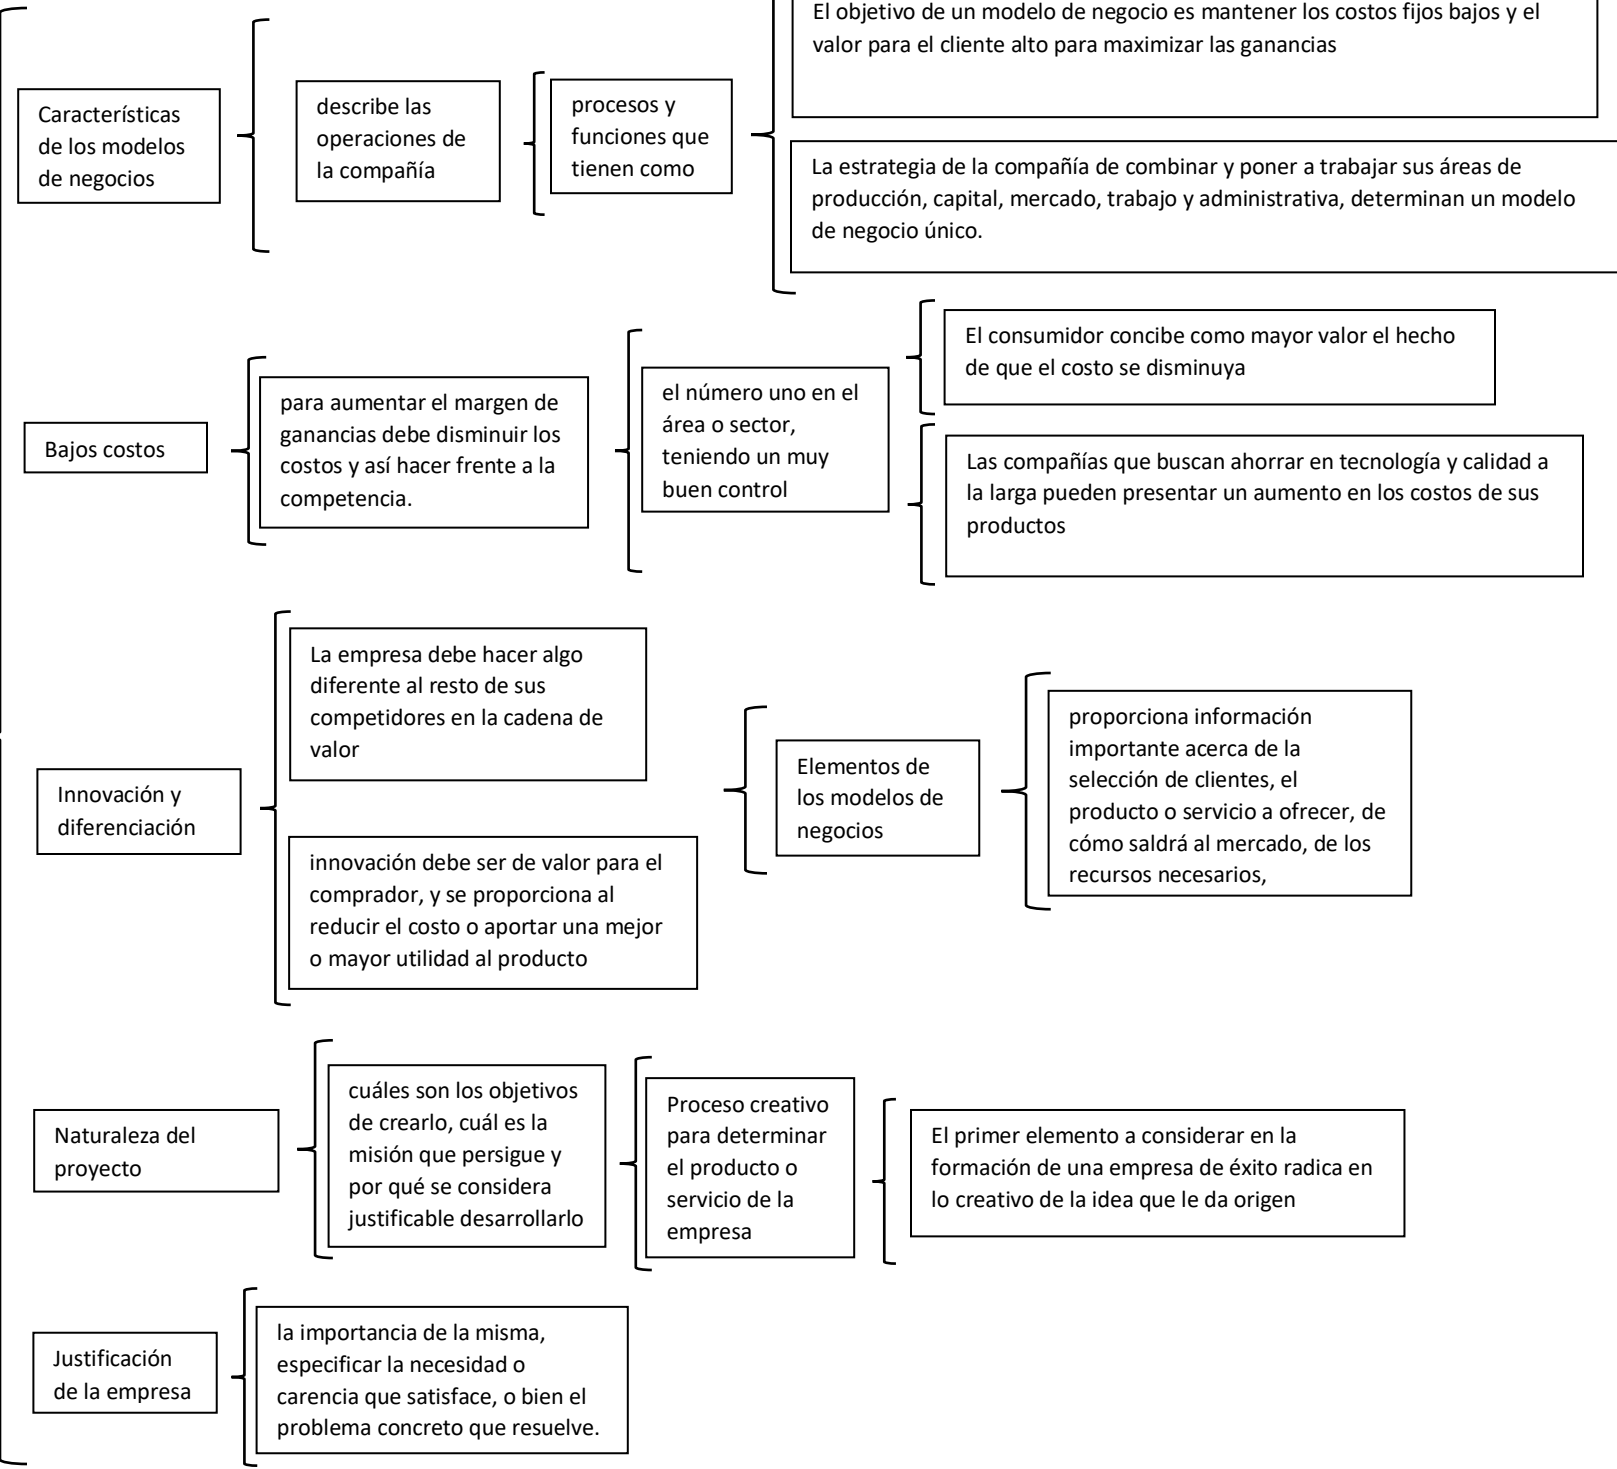 El objetivo de un modelo de negocio es mantener los costos fijos bajos y el
valor para el cliente alto para maximizar las ganancias
Características
de los modelos
de negocios
describe las
operaciones de
la compañía
procesos y
funciones que
tienen como
La estrategia de la compañía de combinar y poner a trabajar sus áreas de
producción, capital, mercado, trabajo y administrativa, determinan un modelo
de negocio único.
Bajos costos
para aumentar el margen de
ganancias debe disminuir los
costos y así hacer frente a la
competencia.
el número uno en el
área o sector,
teniendo un muy
buen control
El consumidor concibe como mayor valor el hecho
de que el costo se disminuya
Las compañías que buscan ahorrar en tecnología y calidad a
la larga pueden presentar un aumento en los costos de sus
productos
Innovación y
diferenciación
La empresa debe hacer algo
diferente al resto de sus
competidores en la cadena de
valor
innovación debe ser de valor para el
comprador, y se proporciona al
reducir el costo o aportar una mejor
o mayor utilidad al producto
Elementos de
los modelos de
negocios
proporciona información
importante acerca de la
selección de clientes, el
producto o servicio a ofrecer, de
cómo saldrá al mercado, de los
recursos necesarios,
Naturaleza del
proyecto
cuáles son los objetivos
de crearlo, cuál es la
misión que persigue y
por qué se considera
justificable desarrollarlo
Proceso creativo
para determinar
el producto o
servicio de la
empresa
El primer elemento a considerar en la
formación de una empresa de éxito radica en
lo creativo de la idea que le da origen
Justificación
de la empresa
la importancia de la misma,
especificar la necesidad o
carencia que satisface, o bien el
problema concreto que resuelve.